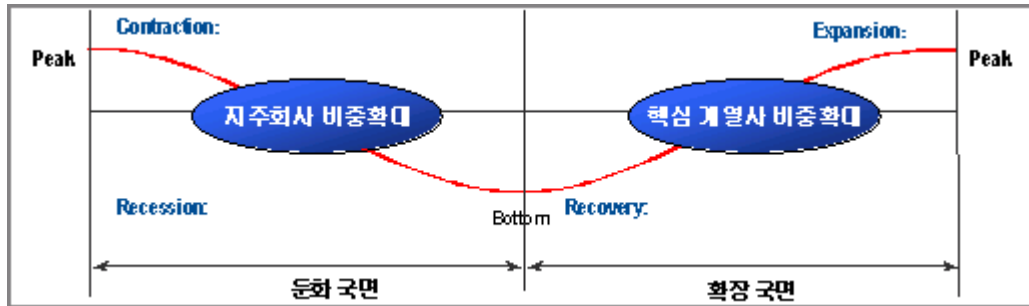 Contraction:
Expansion:
Peak
Peak
지주회사 비중확대
핵심 계열사 비중확대
Recession:
Recovery:
Bottom
둔화 국면
확장 국면